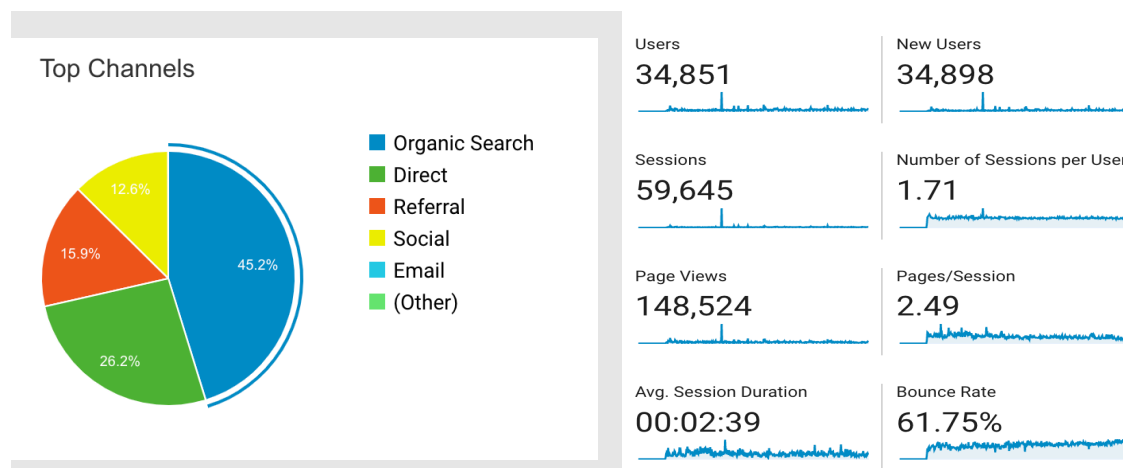 Top Channels
Organic Search
Direct
Referral
Social
Email
(Other)
12.6%
15.9%
45.2%
26.2%
Users
34,851
New Users
34,898
Sessions
59,645
Number of Sessions per User
1.71
Page Views
148,524
Pages/Session
2.49
Avg. Session Duration
00:02:39
Bounce Rate
61.75%